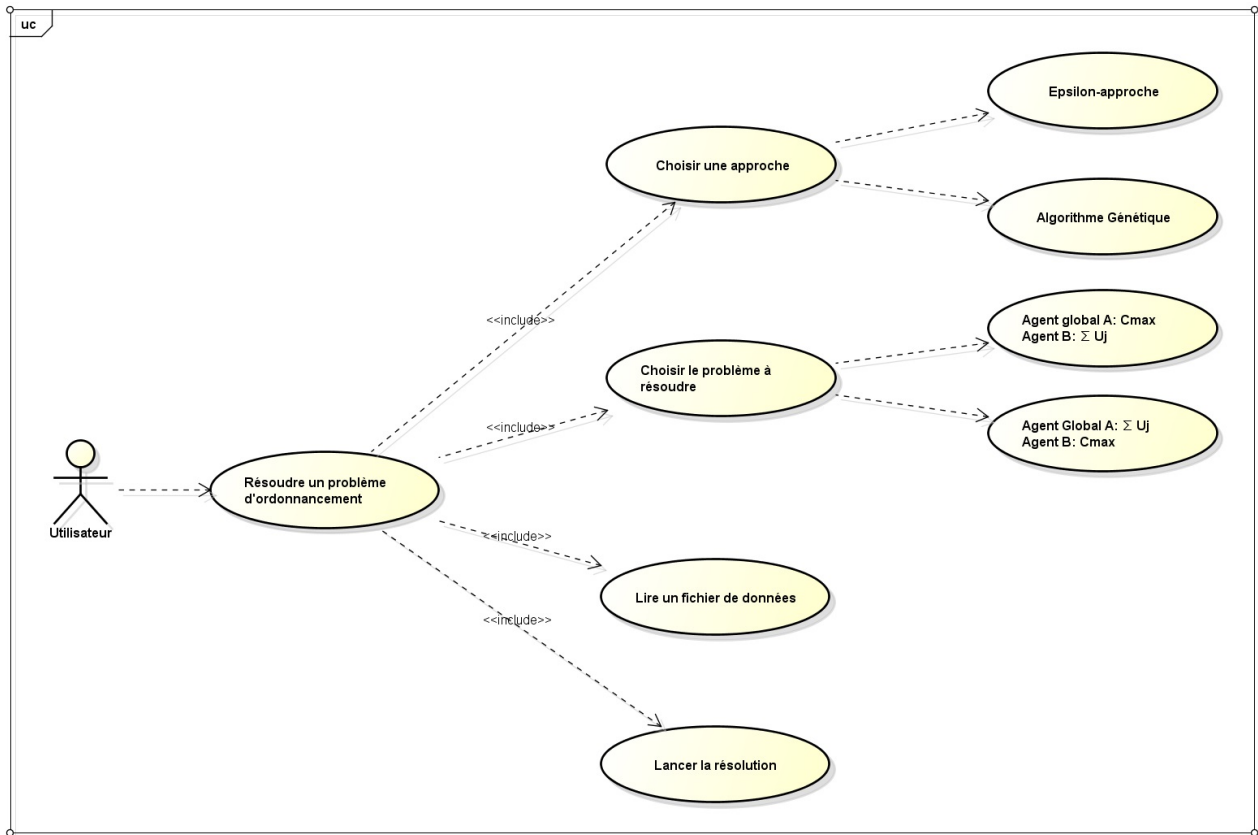 uc
Epsilon-approche
Choisir une approche
Algorithme Génétique
<<include>>
Agent global A: Cmax
Agent B: Σ Uj
Choisir le problème à
résoudre
<<include>>
Agent Global A: Σ Uj
Agent B: Cmax
Utilisateur
Résoudre un problème
d'ordonnancement
<<include>>
Lire un fichier de données
<<include>>
Lancer la résolution